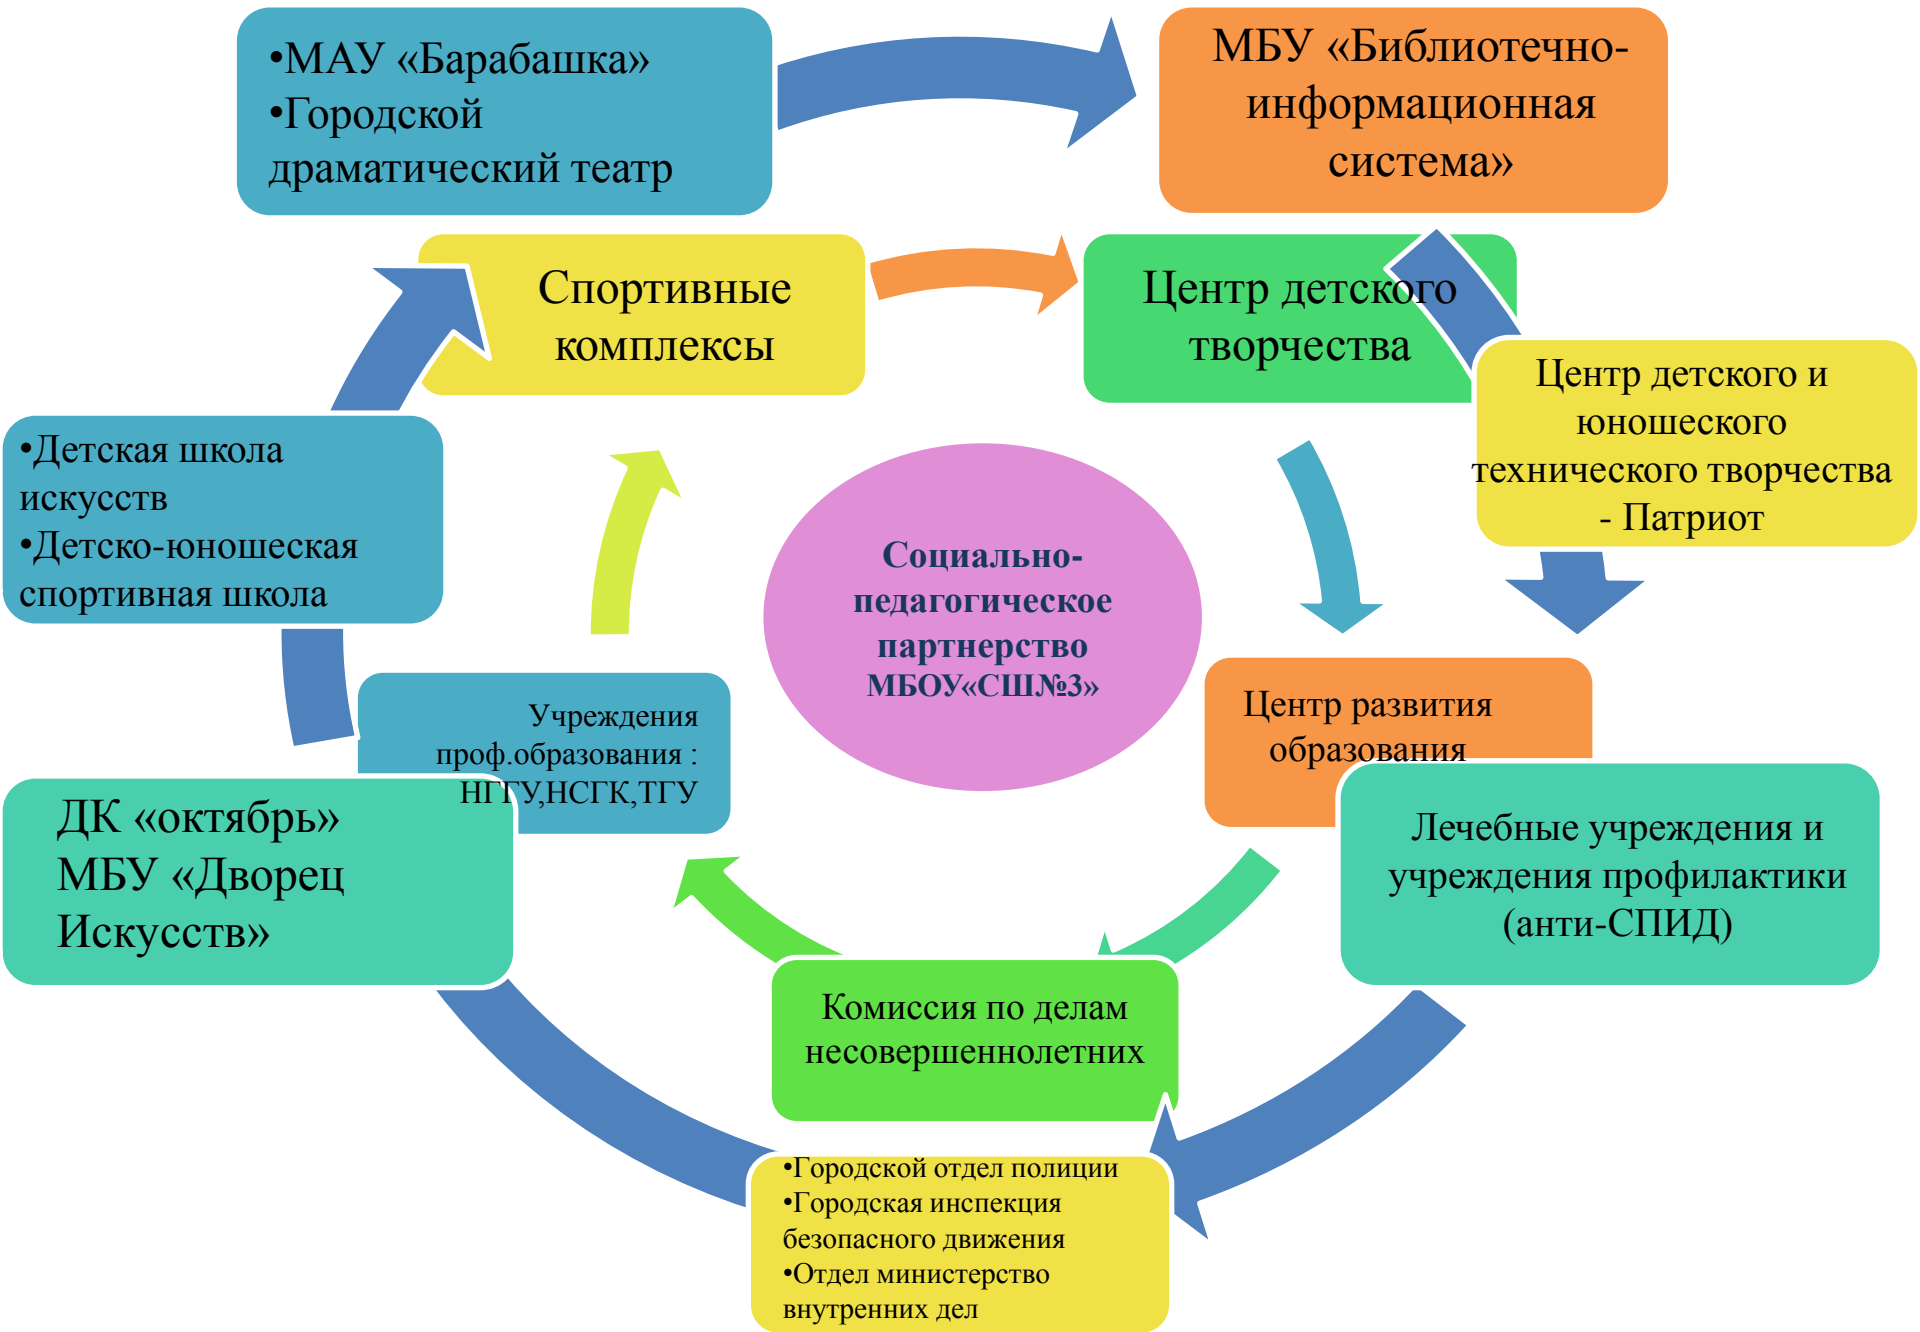 •МАУ «Барабашка»
•Городской
драматический театр
МБУ «Библиотечно-
информационная
система»
Спортивные
комплексы
Центр детского
творчества
Центр детского и
юношеского
технического творчества
- Патриот
•Детская школа
искусств
•Детско-юношеская
спортивная школа
Социально-
педагогическое
партнерство
МБОУ«СШ№3»
Учреждения
проф.образования :
НГГУ,НСГК,ТГУ
Центр развития
образования
ДК «октябрь»
МБУ «Дворец
Искусств»
Лечебные учреждения и
учреждения профилактики
(анти-СПИД)
Комиссия по делам
несовершеннолетних
•Городской отдел полиции
•Городская инспекция
безопасного движения
•Отдел министерство
внутренних дел